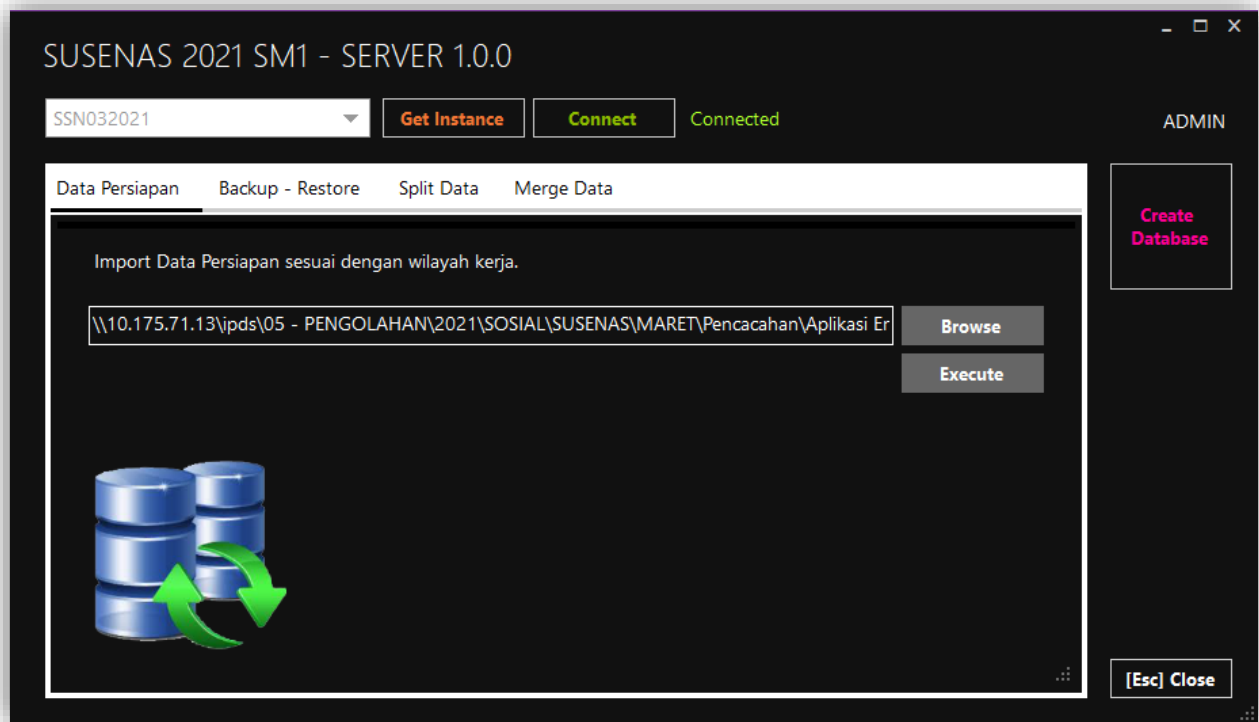 SUSENAS 2021 SM1 - SERVER 1.0.0
SSN032021
Get Instance
Connect
Connected
ADMIN
Data Persiapan
Backup - Restore
Split Data
Merge Data
Create
Database
Import Data Persiapan sesuai dengan wilayah kerja.
\\10.175.71.13\ipds\05 - PENGOLAHAN\2021\SOSIAL\SUSENAS\MARET\Pencacahan\Aplikasi Er
Browse
Execute
[Esc] Close